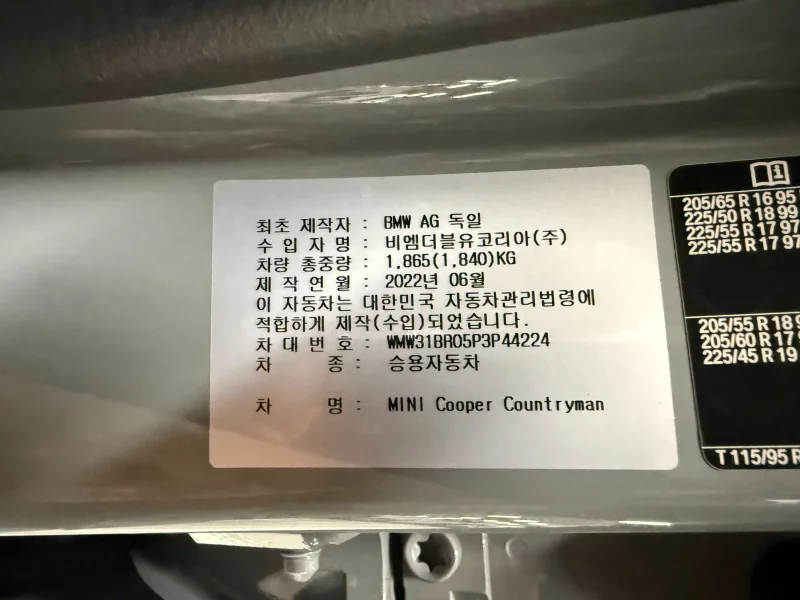 최초 제작자 : BMW AG 독일
수 입 자 명 : 비엠더블유코리아(주)
차량 총중량 : 1,865(1,840)KG
제 작 연 월 : 2022년 06월
이 자동차는 대한민국 자동차관리법령에
적합하게 제작(수입)되었습니다.
차 대 번 호 : WMW31BR05P3P44224
차 종 : 승용자동차
차 명 : MINI Cooper Countryman
205/65 R 16 95
225/50 R 18 99
225/55 R 17 97
225/55 R 17 97
205/55 R 18 9
205/60 R 17
225/45 R 19
T 115/95 R